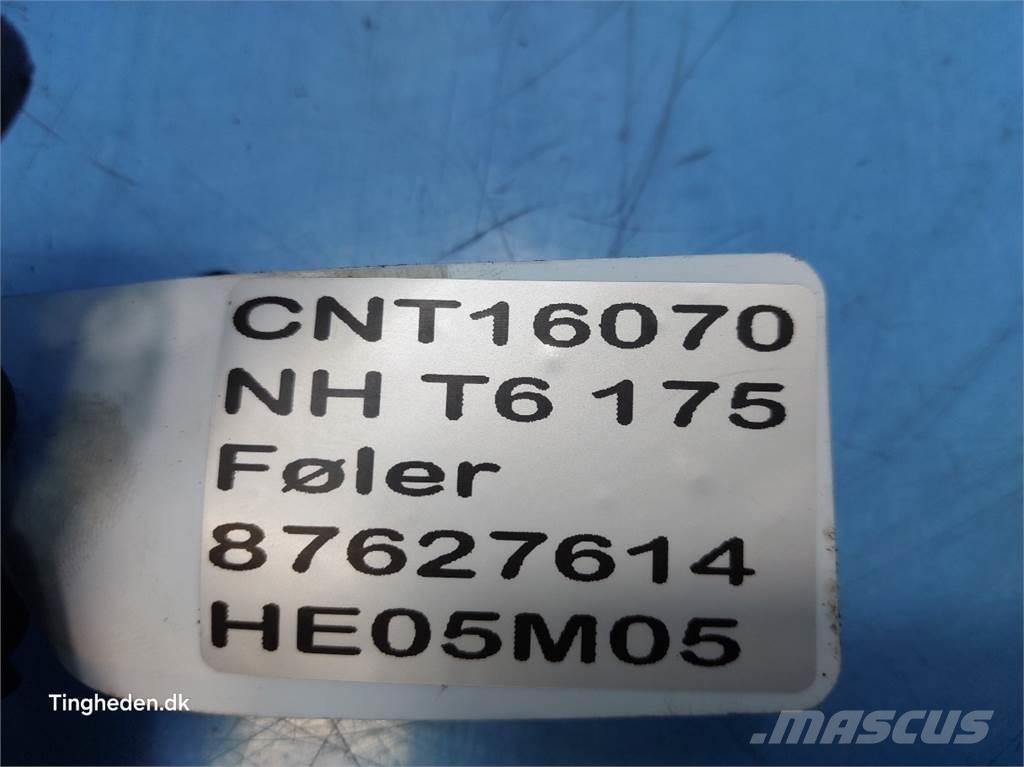 CNT16070
NH T6 175
Føler
87627614
HE05M05
Tingheden.dk
MASCUS